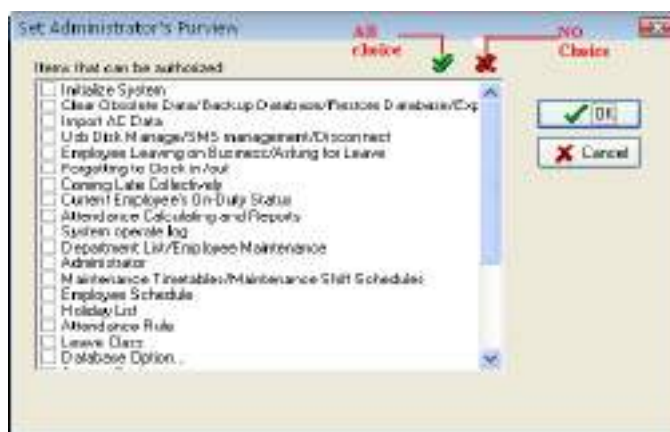 Set Administrator's Purview
All choice
NO Choice
Items that can be authorized
Initialize System
Clear Obsolete Data/Backup Database/Restore Database/Exp
Import AC Data
Usb Disk Manage/SMS management/Disconnect
Employee Leaving on Business/Asking for Leave
Forgetting to Clock in/out
Coming Late Collectively
Current Employee's On-Duty Status
Attendance Calculating and Reports
System operate log
Department List/Employee Maintenance
Administrator
Maintenance Timetables/Maintenance Shift Schedules
Employee Schedule
Holiday List
Attendance Rule
Leave Class
Database Option...
OK
Cancel